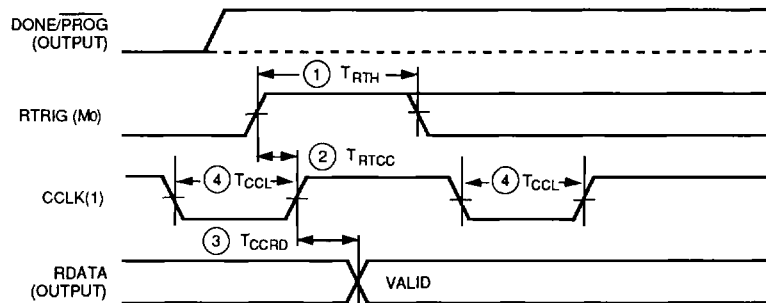 DONE/PROG
(OUTPUT)
① TRTH
RTRIG (M0)
② TRTCC
④ TCCL
④ TCCL
CCLK(1)
③ TCCRD
RDATA
(OUTPUT)
VALID